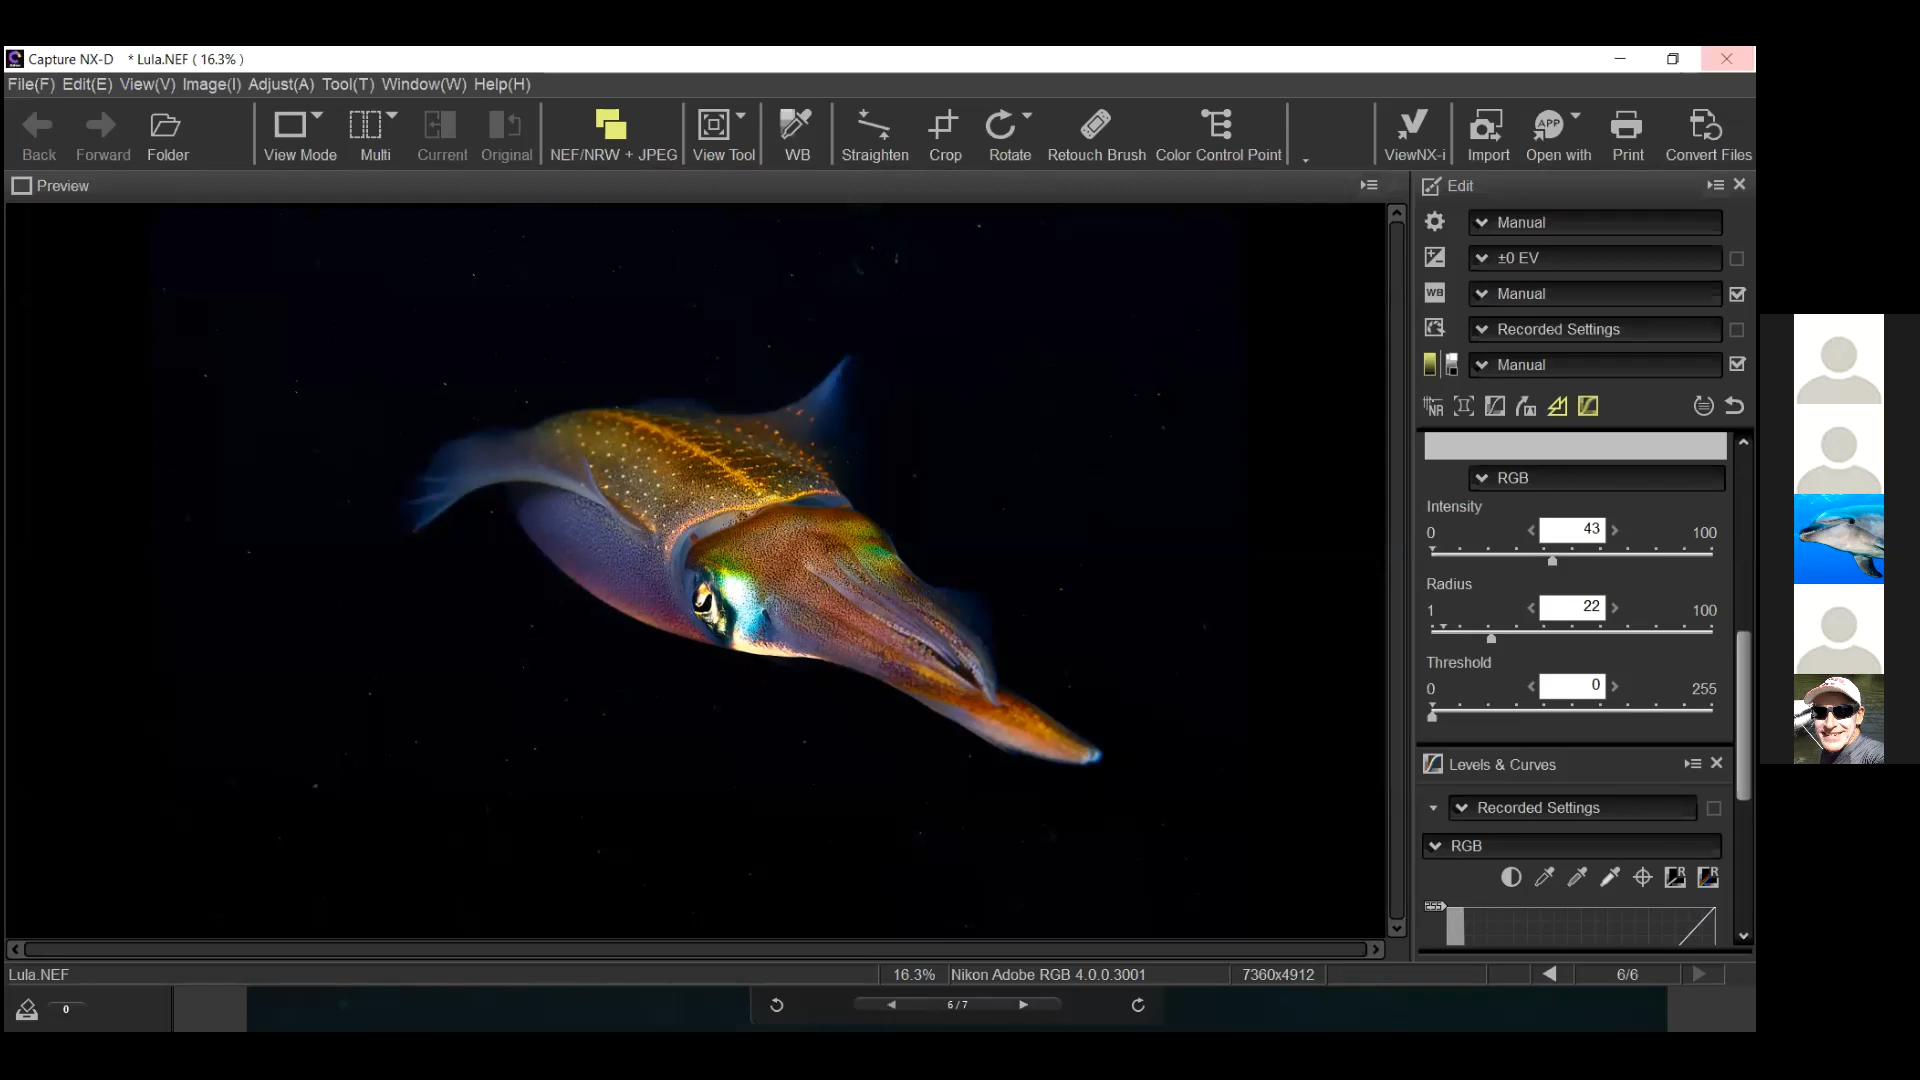 Capture NX-D * Lula.NEF ( 16.3% )
File(F) Edit(E) View(V) Image(I) Adjust(A) Tool(T) Window(W) Help(H)
Back Forward Folder View Mode Multi Current Original NEF/NRW + JPEG View Tool WB Straighten Crop Rotate Retouch Brush Color Control Point ViewNX-i Import Open with Print Convert Files
APP
Preview
Edit
Manual
±0 EV
WB Manual
Recorded Settings
Manual
NR
RGB
Intensity
0 43 100
Radius
1 22 100
Threshold
0 0 255
Levels & Curves
Recorded Settings
RGB
R R
255
Lula.NEF 16.3% Nikon Adobe RGB 4.0.0.3001 7360x4912 6/6
0 6/7